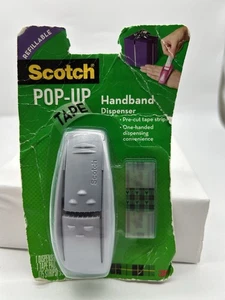 REFILLABLE
Scotch
POP-UP
TAPE
Handband
Dispenser
• Pre-cut tape strips
• One-handed
dispensing
convenience
Scotch